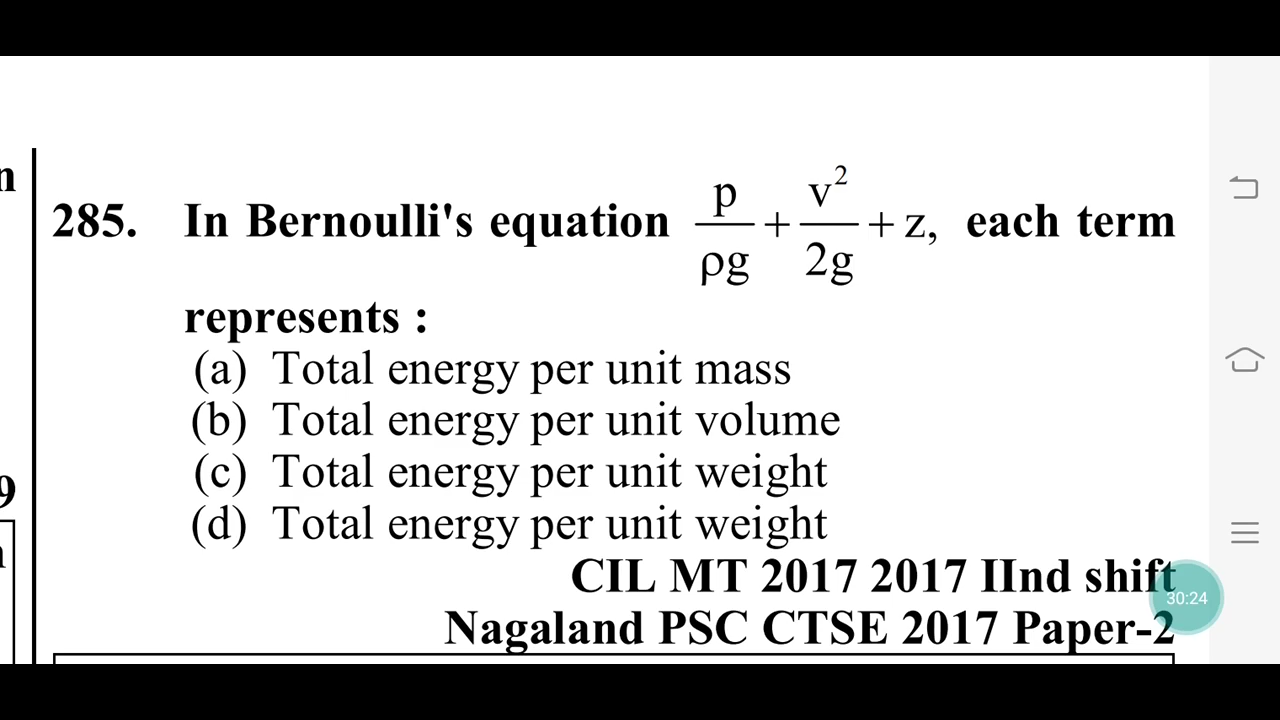 n
285. In Bernoulli's equation p/ρg + v²/2g + z, each term
represents :
(a) Total energy per unit mass
(b) Total energy per unit volume
(c) Total energy per unit weight
9
(d) Total energy per unit weight
CIL MT 2017 2017 IInd shift
30:24
Nagaland PSC CTSE 2017 Paper-2